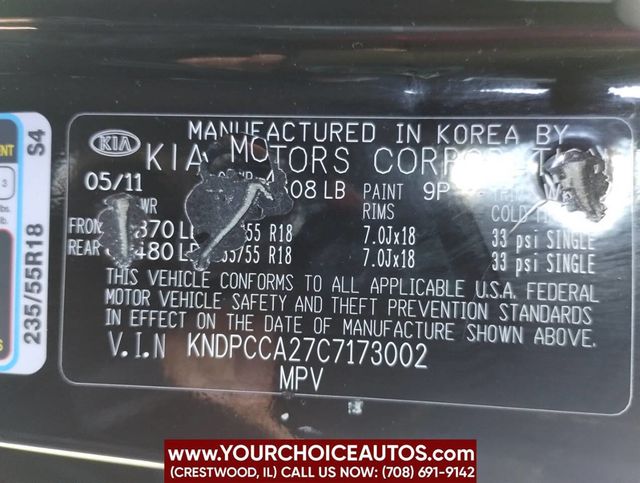 S4
235/55R18
KIA
MANUFACTURED IN KOREA BY
KIA MOTORS
05/11
LB PAINT 9P
RIMS
FRONT R18 7.0Jx18 33 psi SINGLE
REAR R18 7.0Jx18 33 psi SINGLE
THIS VEHICLE CONFORMS TO ALL APPLICABLE U.S.A. FEDERAL
MOTOR VEHICLE SAFETY AND THEFT PREVENTION STANDARDS
IN EFFECT ON THE DATE OF MANUFACTURE SHOWN ABOVE.
V.I.N KNDPCCA27C7173002
MPV
WWW.YOURCHOICEAUTOS.COM
(CRESTWOOD, IL) CALL US NOW: (708) 691-9142